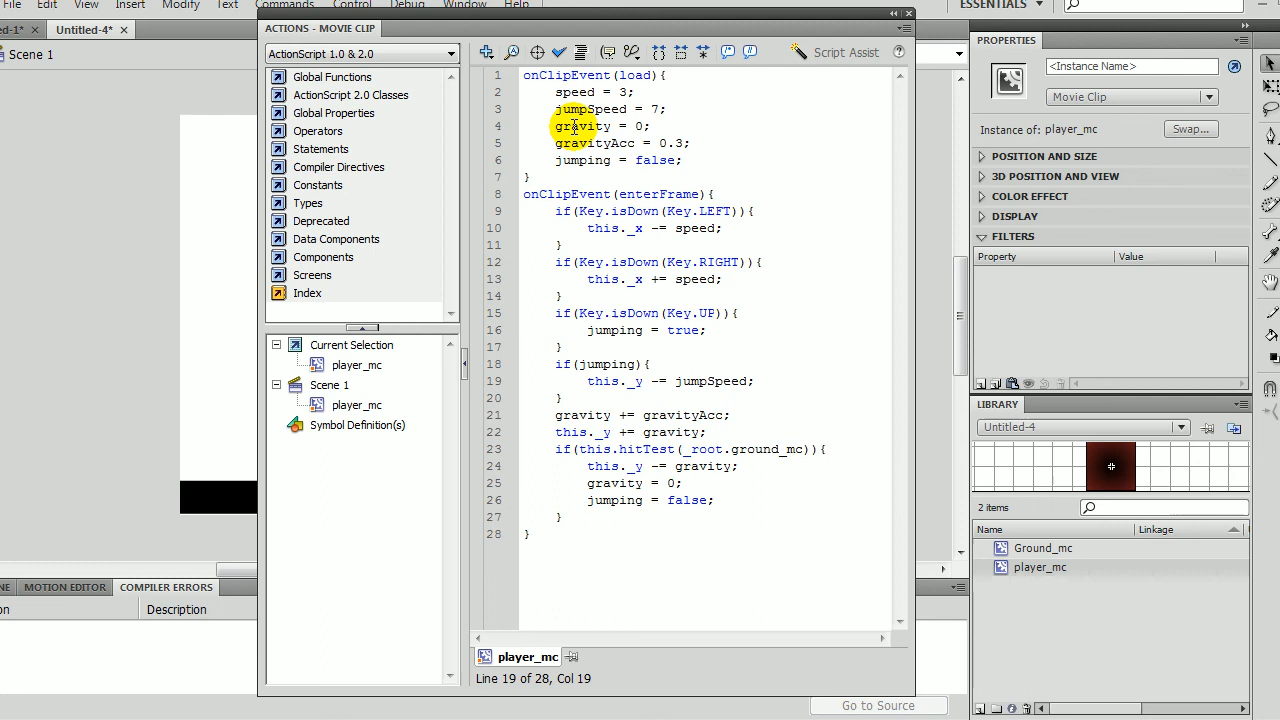 File Edit View Insert Modify Text Commands Control Debug Window Help
ESSENTIALS
Untitled-4*
Scene 1
ACTIONS - MOVIE CLIP
ActionScript 1.0 & 2.0
Global Functions
ActionScript 2.0 Classes
Global Properties
Operators
Statements
Compiler Directives
Constants
Types
Deprecated
Data Components
Components
Screens
Index
Current Selection
player_mc
Scene 1
player_mc
Symbol Definition(s)
Script Assist
1 onClipEvent(load){
2 speed = 3;
3 jumpSpeed = 7;
4 gravity = 0;
5 gravityAcc = 0.3;
6 jumping = false;
7 }
8 onClipEvent(enterFrame){
9 if(Key.isDown(Key.LEFT)){
10 this._x -= speed;
11 }
12 if(Key.isDown(Key.RIGHT)){
13 this._x += speed;
14 }
15 if(Key.isDown(Key.UP)){
16 jumping = true;
17 }
18 if(jumping){
19 this._y -= jumpSpeed;
20 }
21 gravity += gravityAcc;
22 this._y += gravity;
23 if(this.hitTest(_root.ground_mc)){
24 this._y -= gravity;
25 gravity = 0;
26 jumping = false;
27 }
28 }
player_mc
Line 19 of 28, Col 19
PROPERTIES
<Instance Name>
Movie Clip
Instance of: player_mc
Swap...
POSITION AND SIZE
3D POSITION AND VIEW
COLOR EFFECT
DISPLAY
FILTERS
Property Value
LIBRARY
Untitled-4
2 items
Name Linkage
Ground_mc
player_mc
MOTION EDITOR COMPILER ERRORS
Description
Go to Source